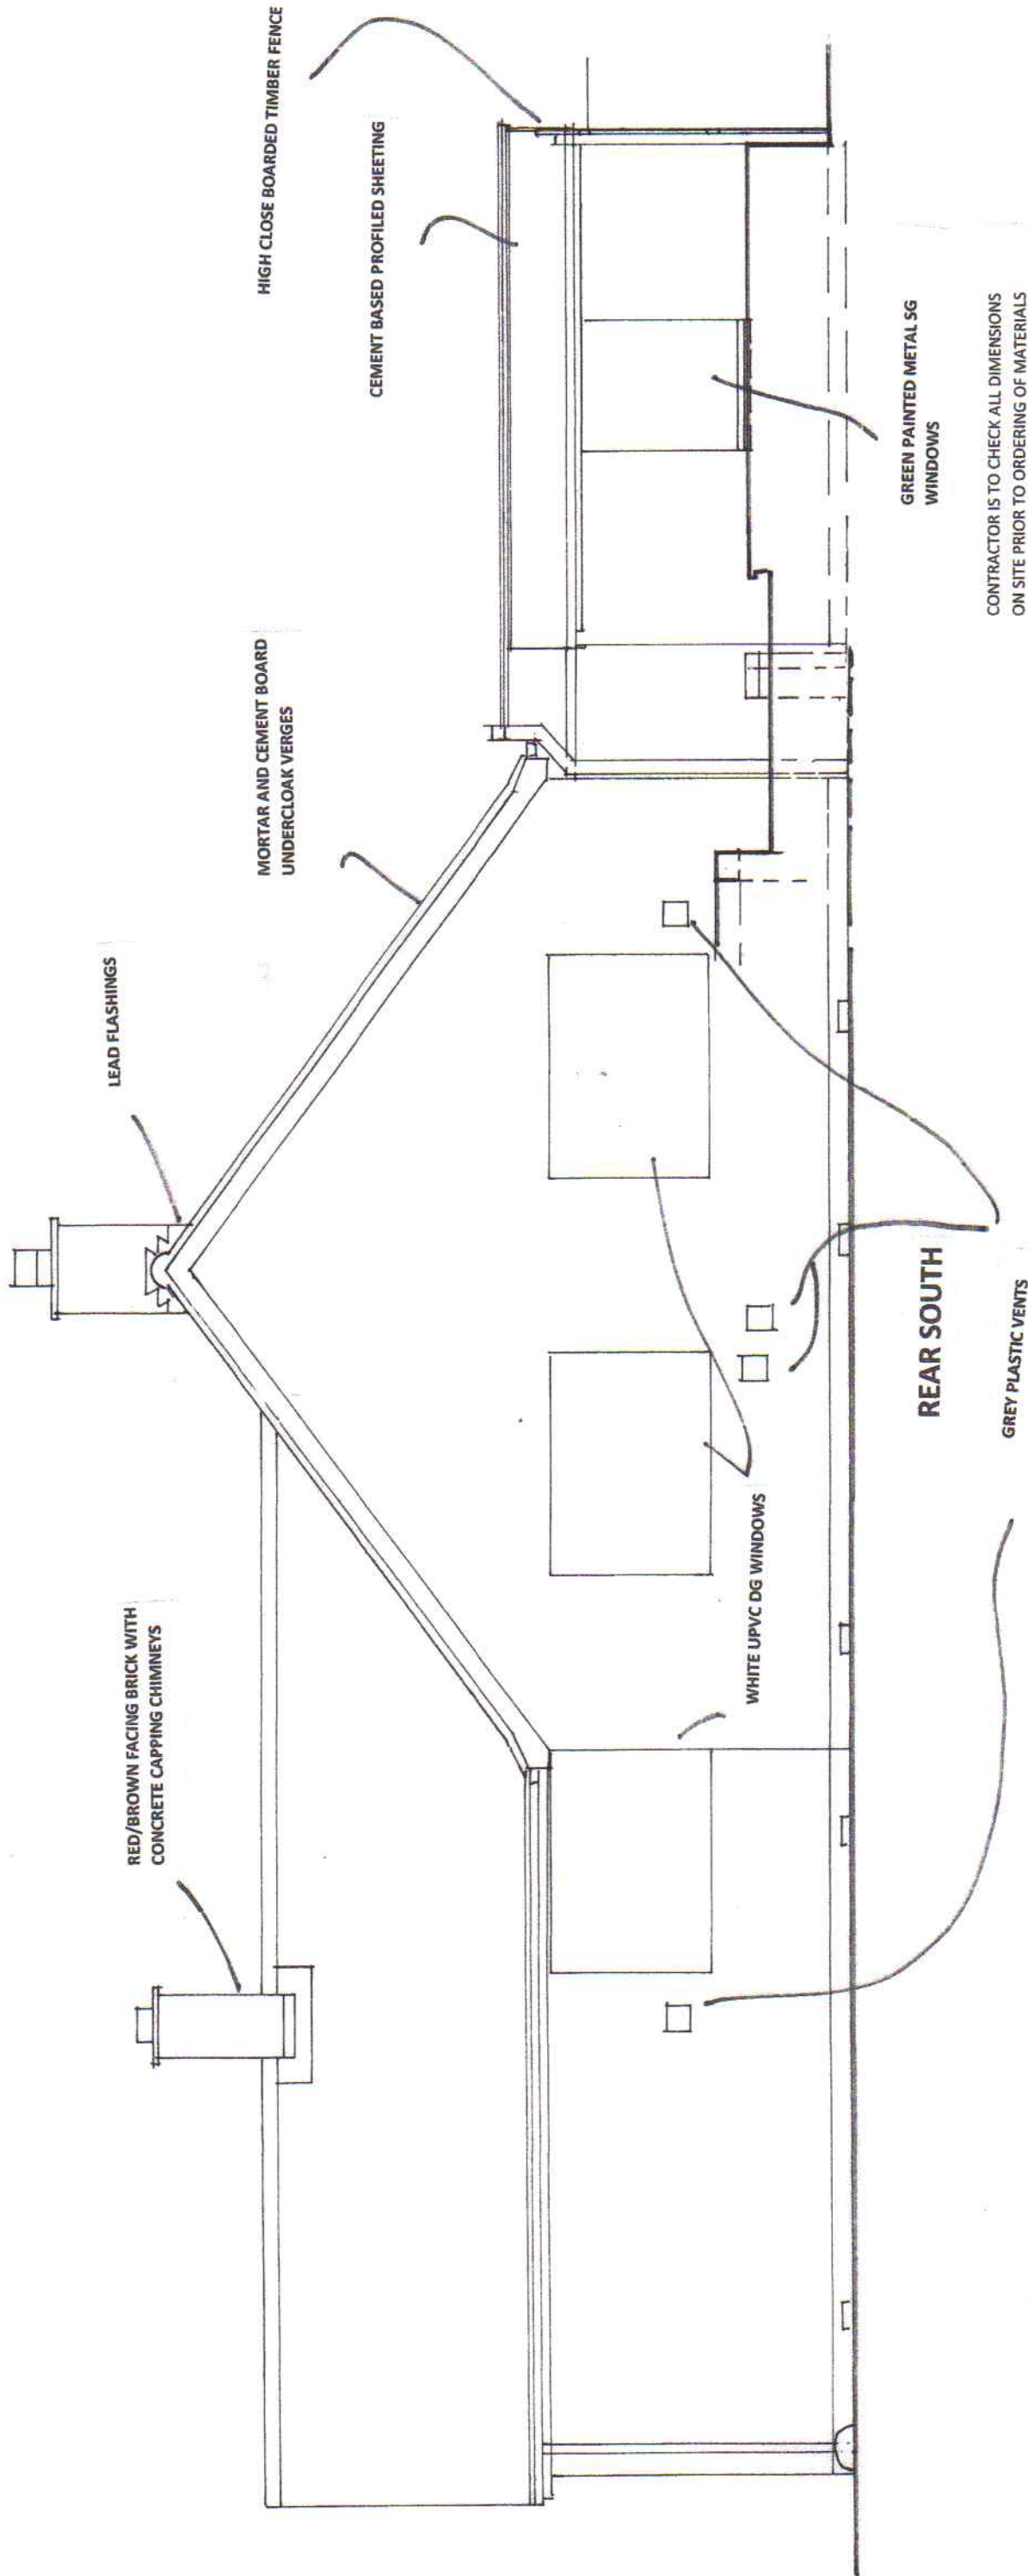 RED/BROWN FACING BRICK WITH
CONCRETE CAPPING CHIMNEYS
LEAD FLASHINGS
MORTAR AND CEMENT BOARD
UNDERCLOAK VERGES
HIGH CLOSE BOARDED TIMBER FENCE
CEMENT BASED PROFILED SHEETING
WHITE UPVC DG WINDOWS
REAR SOUTH
GREY PLASTIC VENTS
GREEN PAINTED METAL SG
WINDOWS
CONTRACTOR IS TO CHECK ALL DIMENSIONS
ON SITE PRIOR TO ORDERING OF MATERIALS